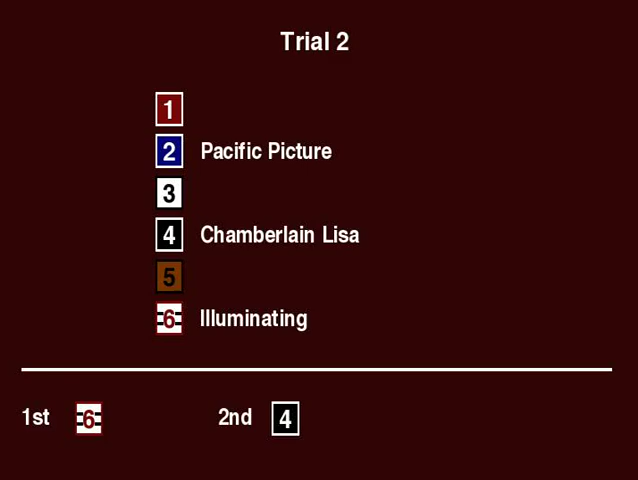 Trial 2
1
2 Pacific Picture
3
4 Chamberlain Lisa
5
6 Illuminating
1st 6 2nd 4